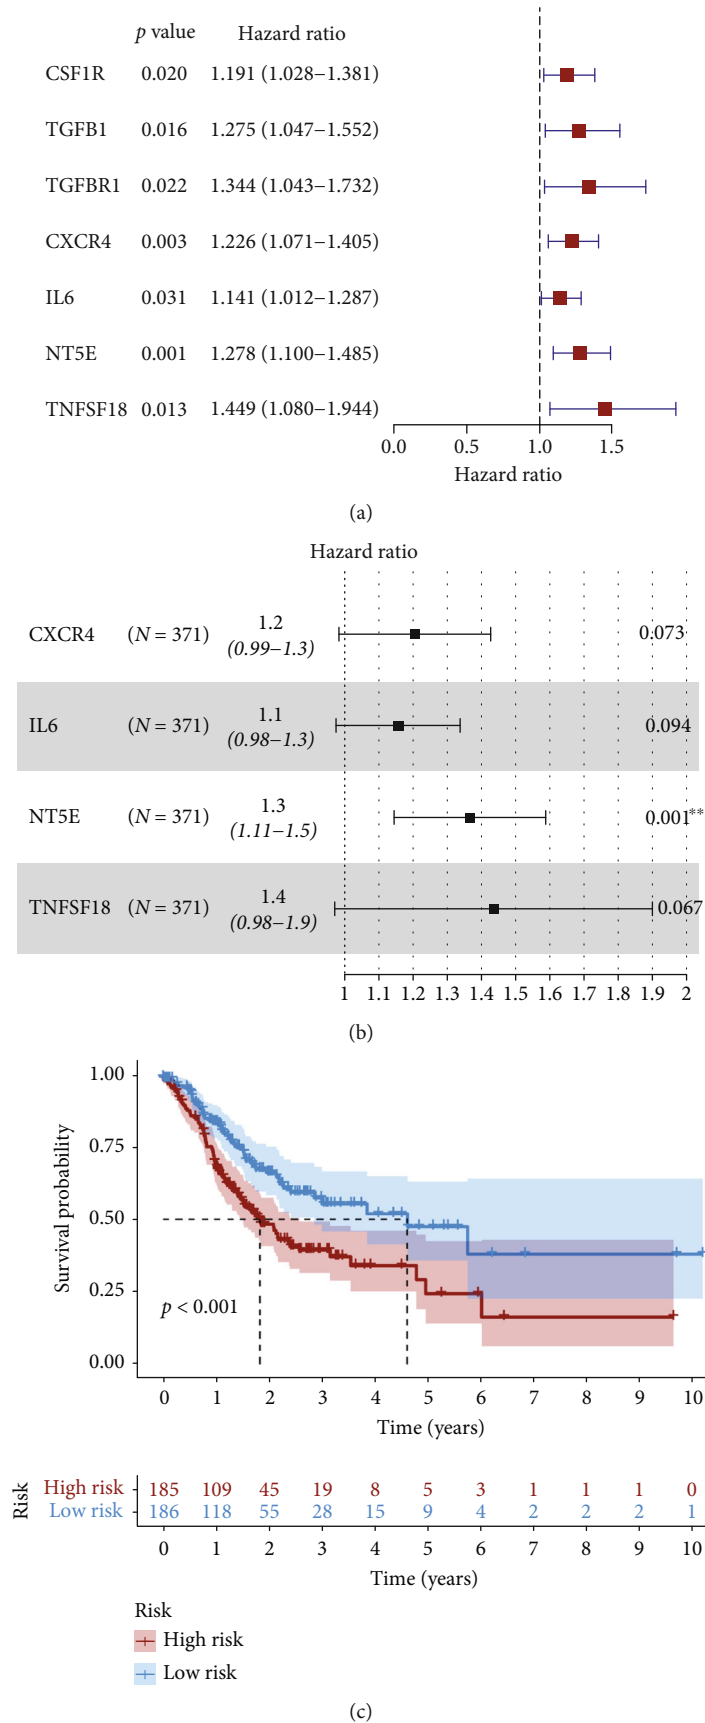 p value Hazard ratio
CSF1R 0.020 1.191 (1.028–1.381)
TGFB1 0.016 1.275 (1.047–1.552)
TGFBR1 0.022 1.344 (1.043–1.732)
CXCR4 0.003 1.226 (1.071–1.405)
IL6 0.031 1.141 (1.012–1.287)
NT5E 0.001 1.278 (1.100–1.485)
TNFSF18 0.013 1.449 (1.080–1.944)
0.0 0.5 1.0 1.5
Hazard ratio
(a)
Hazard ratio
CXCR4 (N = 371) 1.2 (0.99–1.3) 0.073
IL6 (N = 371) 1.1 (0.98–1.3) 0.094
NT5E (N = 371) 1.3 (1.11–1.5) 0.001**
TNFSF18 (N = 371) 1.4 (0.98–1.9) 0.067
1 1.1 1.2 1.3 1.4 1.5 1.6 1.7 1.8 1.9 2
(b)
Survival probability
1.00
0.75
0.50
0.25
0.00
p < 0.001
0 1 2 3 4 5 6 7 8 9 10
Time (years)
Risk
High risk 185 109 45 19 8 5 3 1 1 1 0
Low risk 186 118 55 28 15 9 4 2 2 2 1
0 1 2 3 4 5 6 7 8 9 10
Time (years)
Risk
High risk
Low risk
(c)